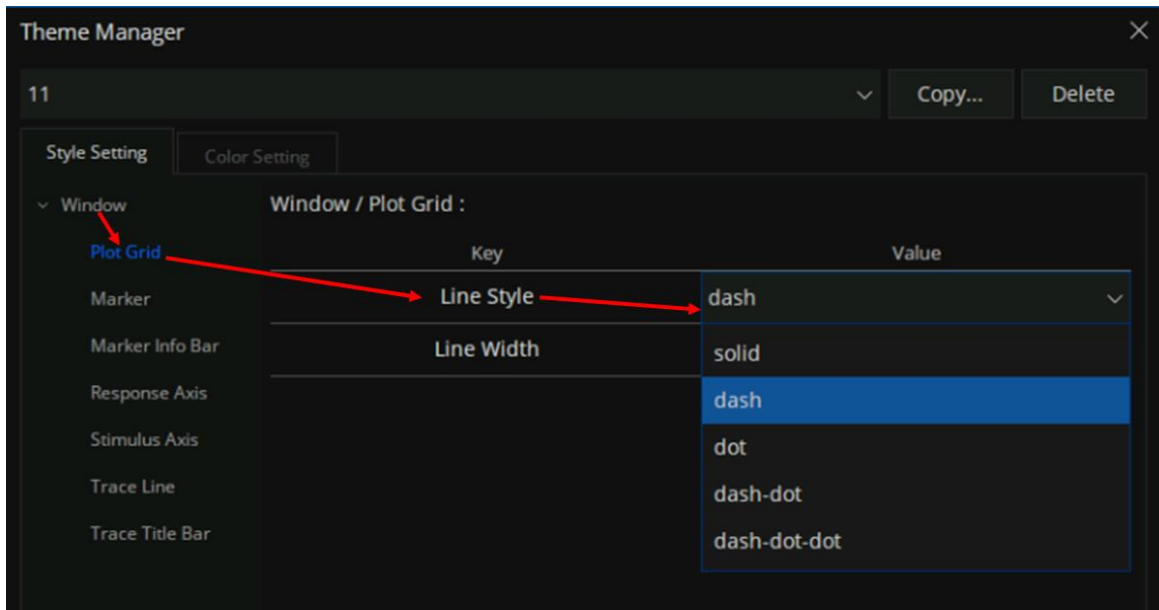 Theme Manager
11
Copy...
Delete
Style Setting
Color Setting
Window
Plot Grid
Marker
Marker Info Bar
Response Axis
Stimulus Axis
Trace Line
Trace Title Bar
Window / Plot Grid :
Key Value
Line Style dash
Line Width
solid
dash
dot
dash-dot
dash-dot-dot